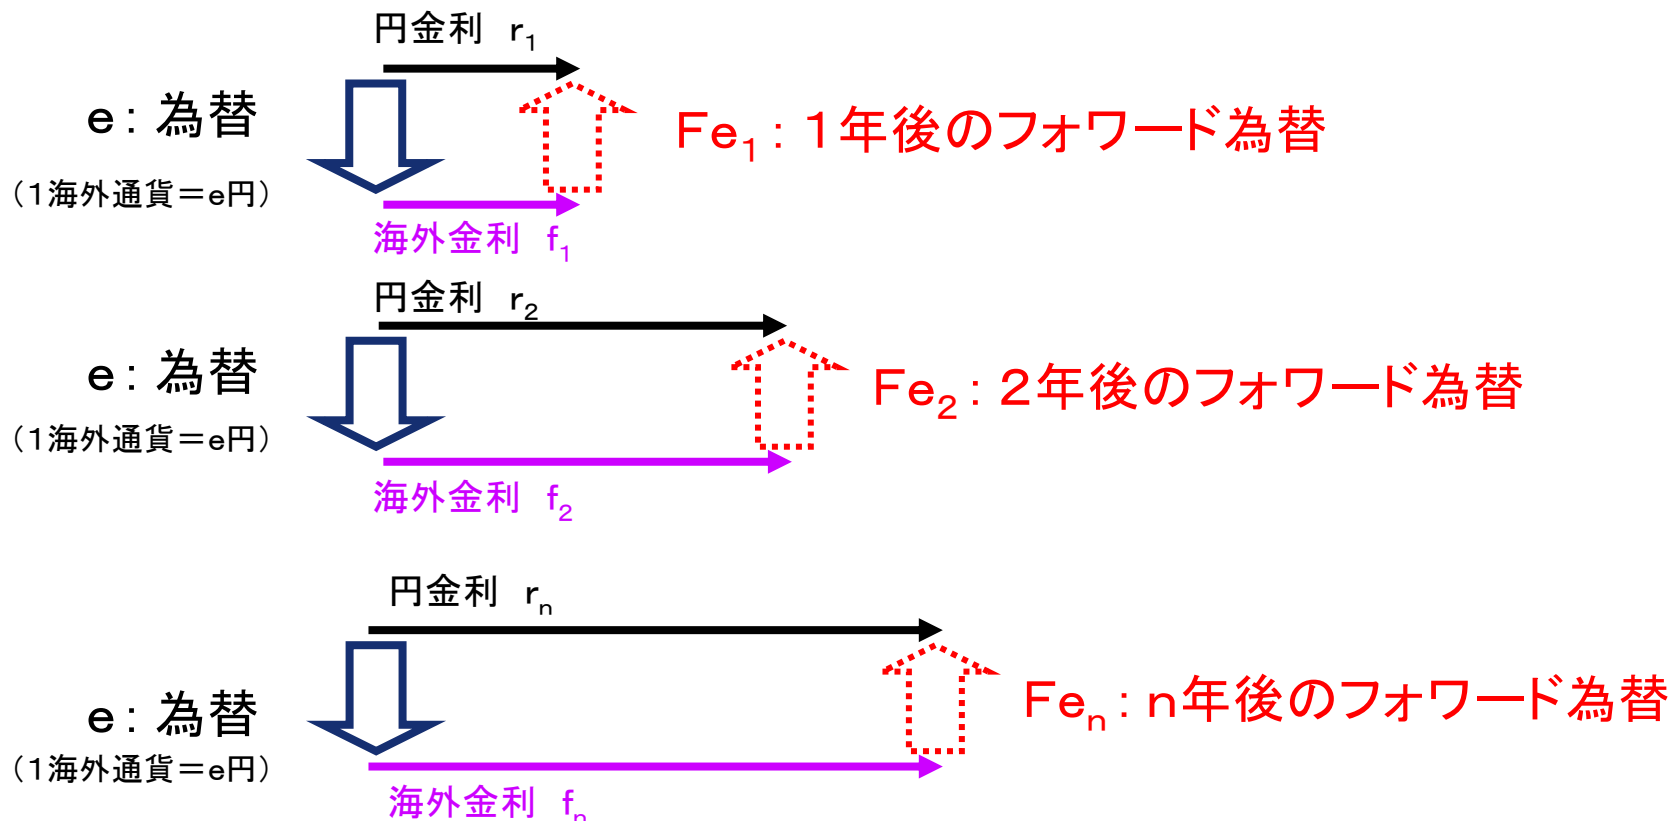 円金利 r₁
e：為替
Fe₁：１年後のフォワード為替
（１海外通貨＝e円）
海外金利 f₁
円金利 r₂
e：為替
Fe₂：２年後のフォワード為替
（１海外通貨＝e円）
海外金利 f₂
円金利 rₙ
e：為替
Feₙ：n年後のフォワード為替
（１海外通貨＝e円）
海外金利 fₙ